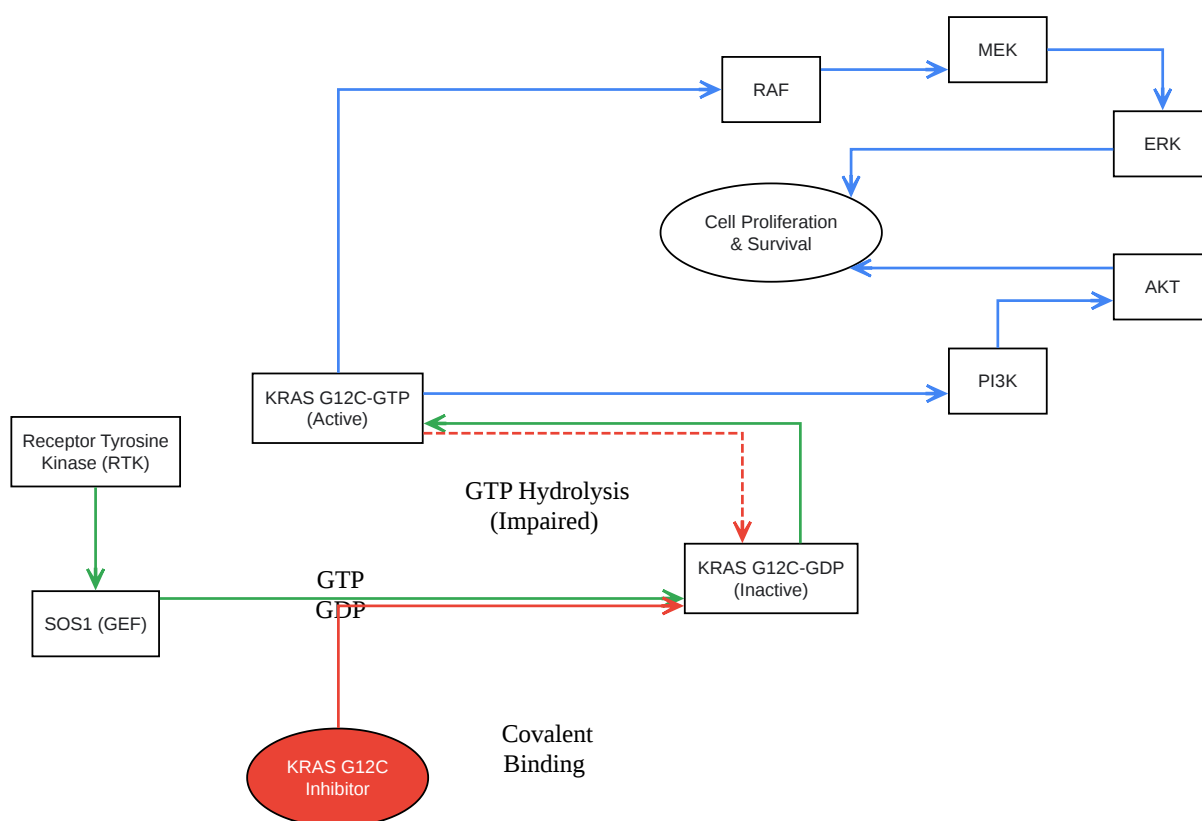 MEK
RAF
ERK
Cell Proliferation
& Survival
AKT
PI3K
KRAS G12C-GTP
(Active)
Receptor Tyrosine
Kinase (RTK)
GTP Hydrolysis
(Impaired)
KRAS G12C-GDP
(Inactive)
GTP
GDP
SOS1 (GEF)
Covalent
Binding
KRAS G12C
Inhibitor